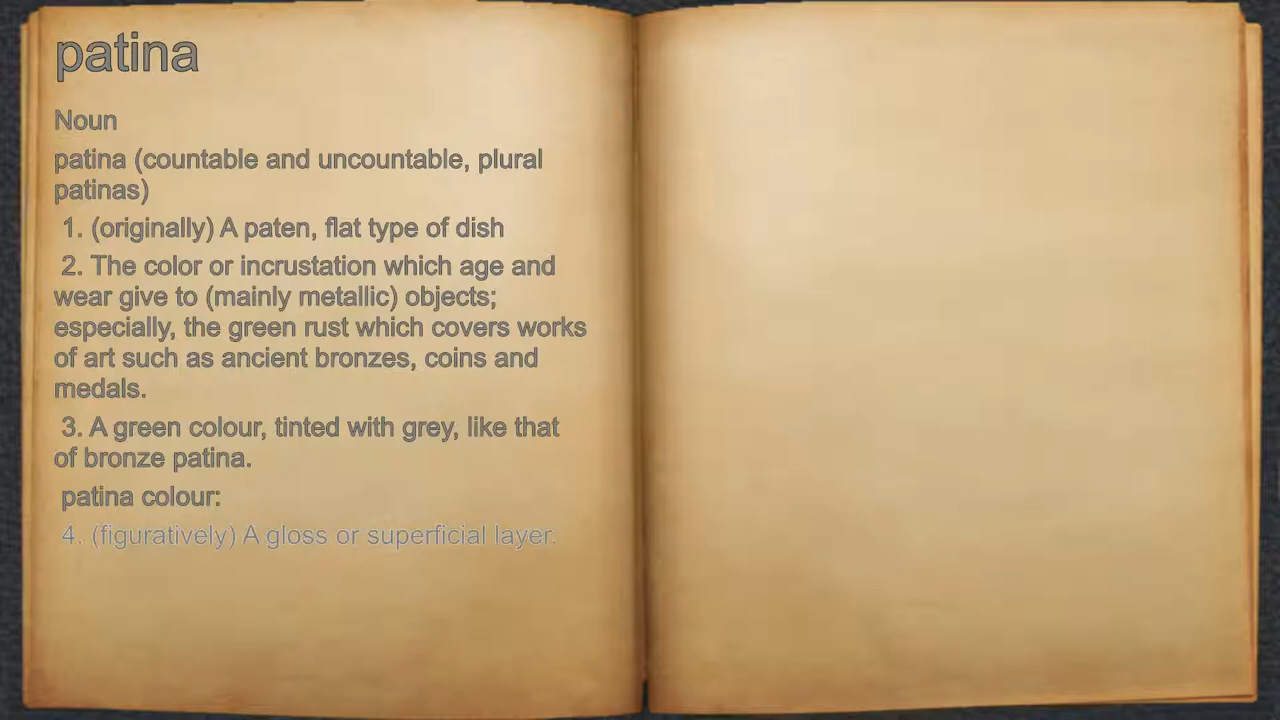 patina
Noun
patina (countable and uncountable, plural
patinas)
1. (originally) A paten, flat type of dish
2. The color or incrustation which age and
wear give to (mainly metallic) objects;
especially, the green rust which covers works
of art such as ancient bronzes, coins and
medals.
3. A green colour, tinted with grey, like that
of bronze patina.
patina colour:
4. (figuratively) A gloss or superficial layer.